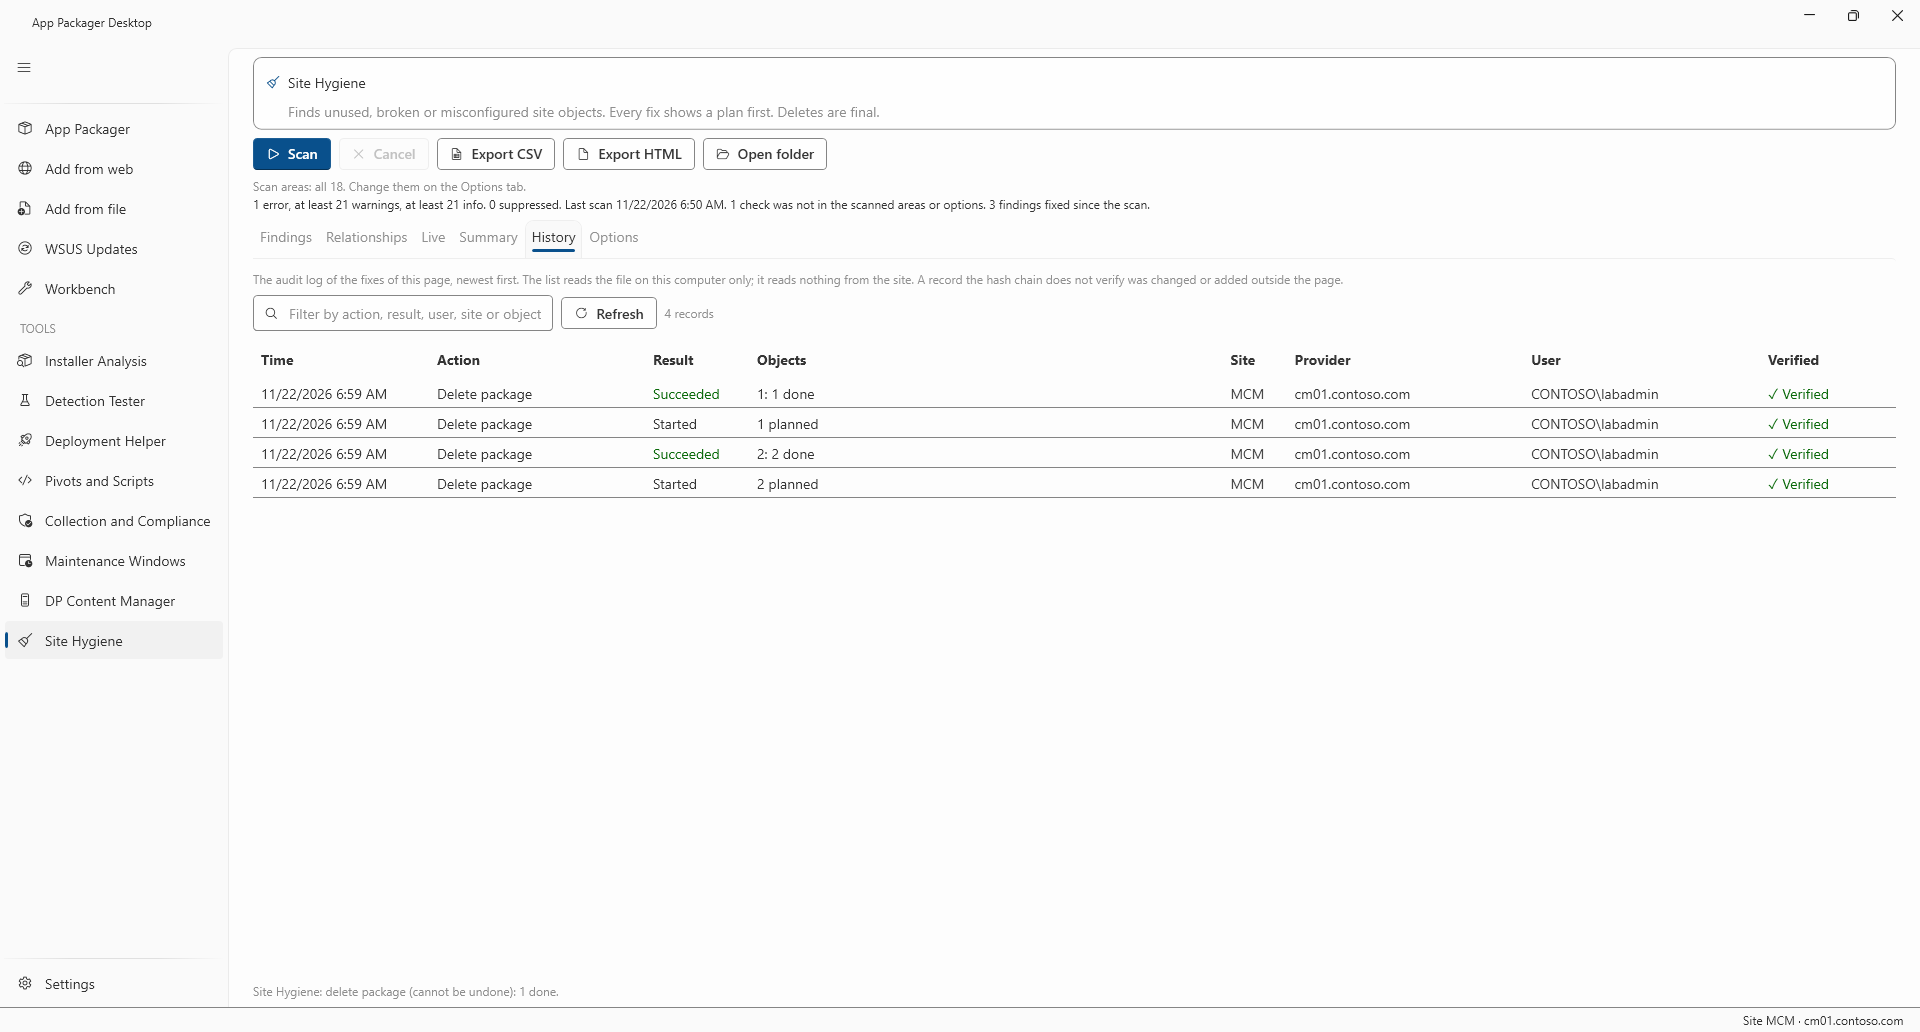 App Packager Desktop
App Packager
Add from web
Add from file
WSUS Updates
Workbench
TOOLS
Installer Analysis
Detection Tester
Deployment Helper
Pivots and Scripts
Collection and Compliance
Maintenance Windows
DP Content Manager
Site Hygiene
Settings
Site Hygiene
Finds unused, broken or misconfigured site objects. Every fix shows a plan first. Deletes are final.
Scan Cancel Export CSV Export HTML Open folder
Scan areas: all 18. Change them on the Options tab.
1 error, at least 21 warnings, at least 21 info. 0 suppressed. Last scan 11/22/2026 6:50 AM. 1 check was not in the scanned areas or options. 3 findings fixed since the scan.
Findings Relationships Live Summary History Options
The audit log of the fixes of this page, newest first. The list reads the file on this computer only; it reads nothing from the site. A record the hash chain does not verify was changed or added outside the page.
Filter by action, result, user, site or object Refresh 4 records
Time Action Result Objects Site Provider User Verified
11/22/2026 6:59 AM Delete package Succeeded 1: 1 done MCM cm01.contoso.com CONTOSO\labadmin ✓ Verified
11/22/2026 6:59 AM Delete package Started 1 planned MCM cm01.contoso.com CONTOSO\labadmin ✓ Verified
11/22/2026 6:59 AM Delete package Succeeded 2: 2 done MCM cm01.contoso.com CONTOSO\labadmin ✓ Verified
11/22/2026 6:59 AM Delete package Started 2 planned MCM cm01.contoso.com CONTOSO\labadmin ✓ Verified
Site Hygiene: delete package (cannot be undone): 1 done.
Site MCM · cm01.contoso.com